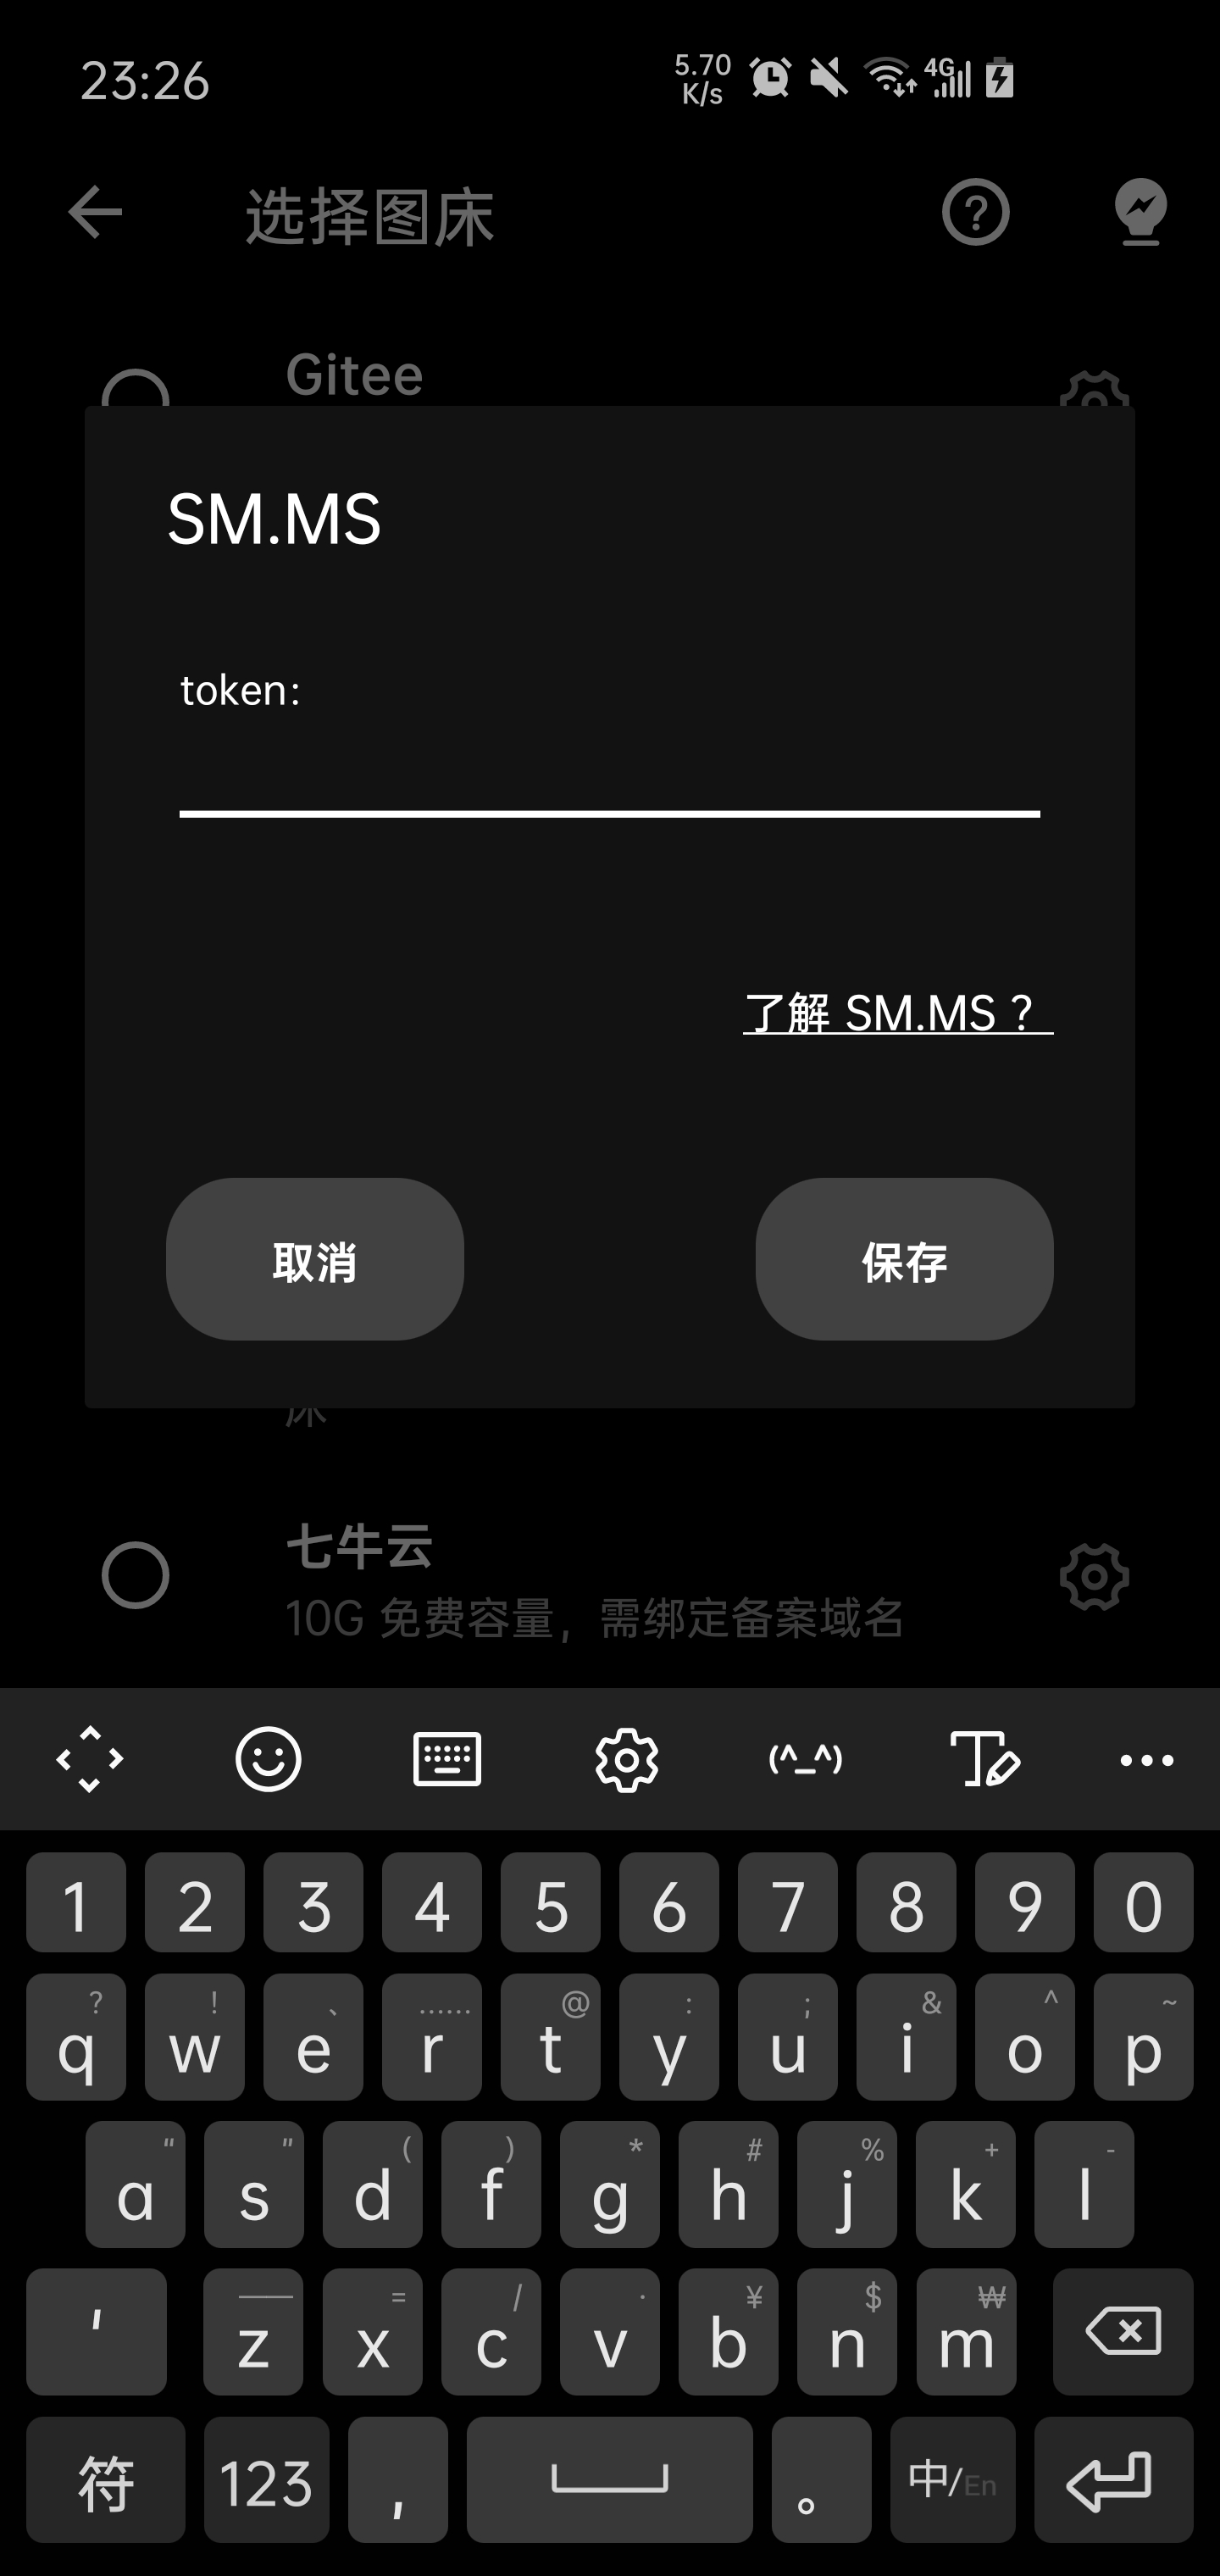 23:26
5.70
K/s
4G
选择图床
Gitee
SM.MS
token:
了解 SM.MS ？
取消
保存
床
七牛云
10G 免费容量，需绑定备案域名
(^_^)
1 2 3 4 5 6 7 8 9 0
? ! 、 …… @ : ; & ^ ~
q w e r t y u i o p
“ ” ( ) * # % + -
a s d f g h j k l
—— = / · ¥ $ ₩
' z x c v b n m
符 123 , 。 中/En